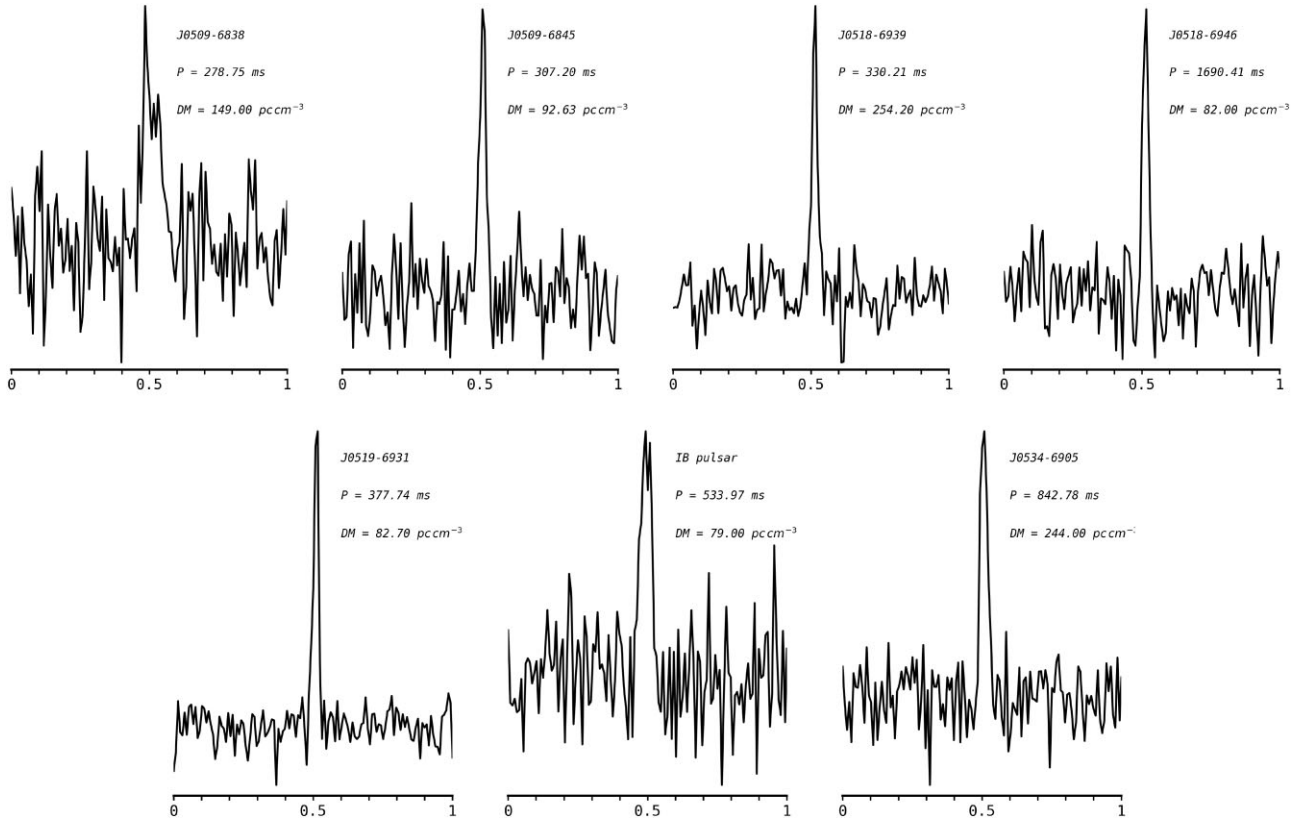 J0509-6838
P = 278.75 ms
DM = 149.00 pccm⁻³
0 0.5 1
J0509-6845
P = 307.20 ms
DM = 92.63 pccm⁻³
0 0.5 1
J0518-6939
P = 330.21 ms
DM = 254.20 pccm⁻³
0 0.5 1
J0518-6946
P = 1690.41 ms
DM = 82.00 pccm⁻³
0 0.5 1
J0519-6931
P = 377.74 ms
DM = 82.70 pccm⁻³
0 0.5 1
IB pulsar
P = 533.97 ms
DM = 79.00 pccm⁻³
0 0.5 1
J0534-6905
P = 842.78 ms
DM = 244.00 pccm⁻
0 0.5 1